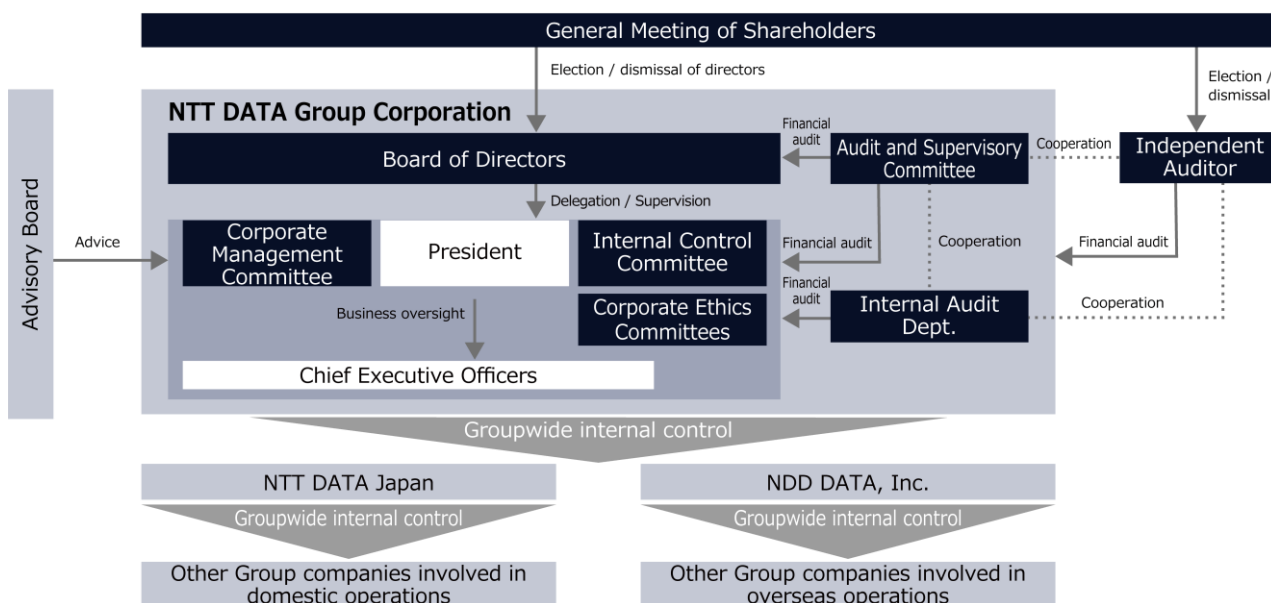 General Meeting of Shareholders
Election / dismissal of directors
Election /
dismissal
NTT DATA Group Corporation
Board of Directors
Financial
audit
Audit and Supervisory
Committee
Cooperation
Independent
Auditor
Delegation / Supervision
Advisory Board
Advice
Corporate
Management
Committee
President
Internal Control
Committee
Financial audit
Cooperation
Financial audit
Business oversight
Corporate Ethics
Committees
Financial
audit
Internal Audit
Dept.
Cooperation
Chief Executive Officers
Groupwide internal control
NTT DATA Japan
NDD DATA, Inc.
Groupwide internal control
Groupwide internal control
Other Group companies involved in
domestic operations
Other Group companies involved in
overseas operations